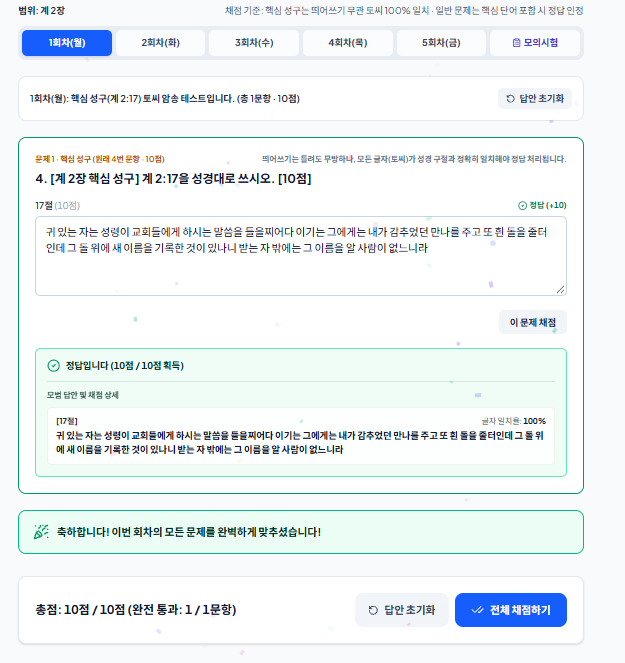 범위: 계 2장
채점 기준: 핵심 성구는 띄어쓰기 무관 토씨 100% 일치 · 일반 문제는 핵심 단어 포함 시 정답 인정
1회차(월)
2회차(화)
3회차(수)
4회차(목)
5회차(금)
모의시험
1회차(월): 핵심 성구(계 2:17) 토씨 암송 테스트입니다. (총 1문항 · 10점)
답안 초기화
문제 1 · 핵심 성구 (원래 4번 문항 · 10점)
띄어쓰기는 틀려도 무방하나, 모든 글자(토씨)가 성경 구절과 정확히 일치해야 정답 처리됩니다.
4. [계 2장 핵심 성구] 계 2:17을 성경대로 쓰시오. [10점]
17절 (10점)
정답 (+10)
귀 있는 자는 성령이 교회들에게 하시는 말씀을 들을찌어다 이기는 그에게는 내가 감추었던 만나를 주고 또 흰 돌을 줄터
인데 그 돌 위에 새 이름을 기록한 것이 있나니 받는 자 밖에는 그 이름을 알 사람이 없느니라
이 문제 채점
정답입니다 (10점 / 10점 획득)
모범 답안 및 채점 상세
[17절]
글자 일치율: 100%
귀 있는 자는 성령이 교회들에게 하시는 말씀을 들을찌어다 이기는 그에게는 내가 감추었던 만나를 주고 또 흰 돌을 줄터인데 그 돌 위
에 새 이름을 기록한 것이 있나니 받는 자 밖에는 그 이름을 알 사람이 없느니라
축하합니다! 이번 회차의 모든 문제를 완벽하게 맞추셨습니다!
총점: 10점 / 10점 (완전 통과: 1 / 1문항)
답안 초기화
전체 채점하기